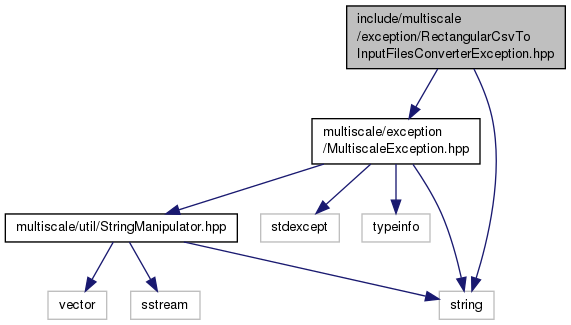 include/multiscale
/exception/RectangularCsvTo
InputFilesConverterException.hpp
multiscale/exception
/MultiscaleException.hpp
multiscale/util/StringManipulator.hpp
stdexcept
typeinfo
vector
sstream
string